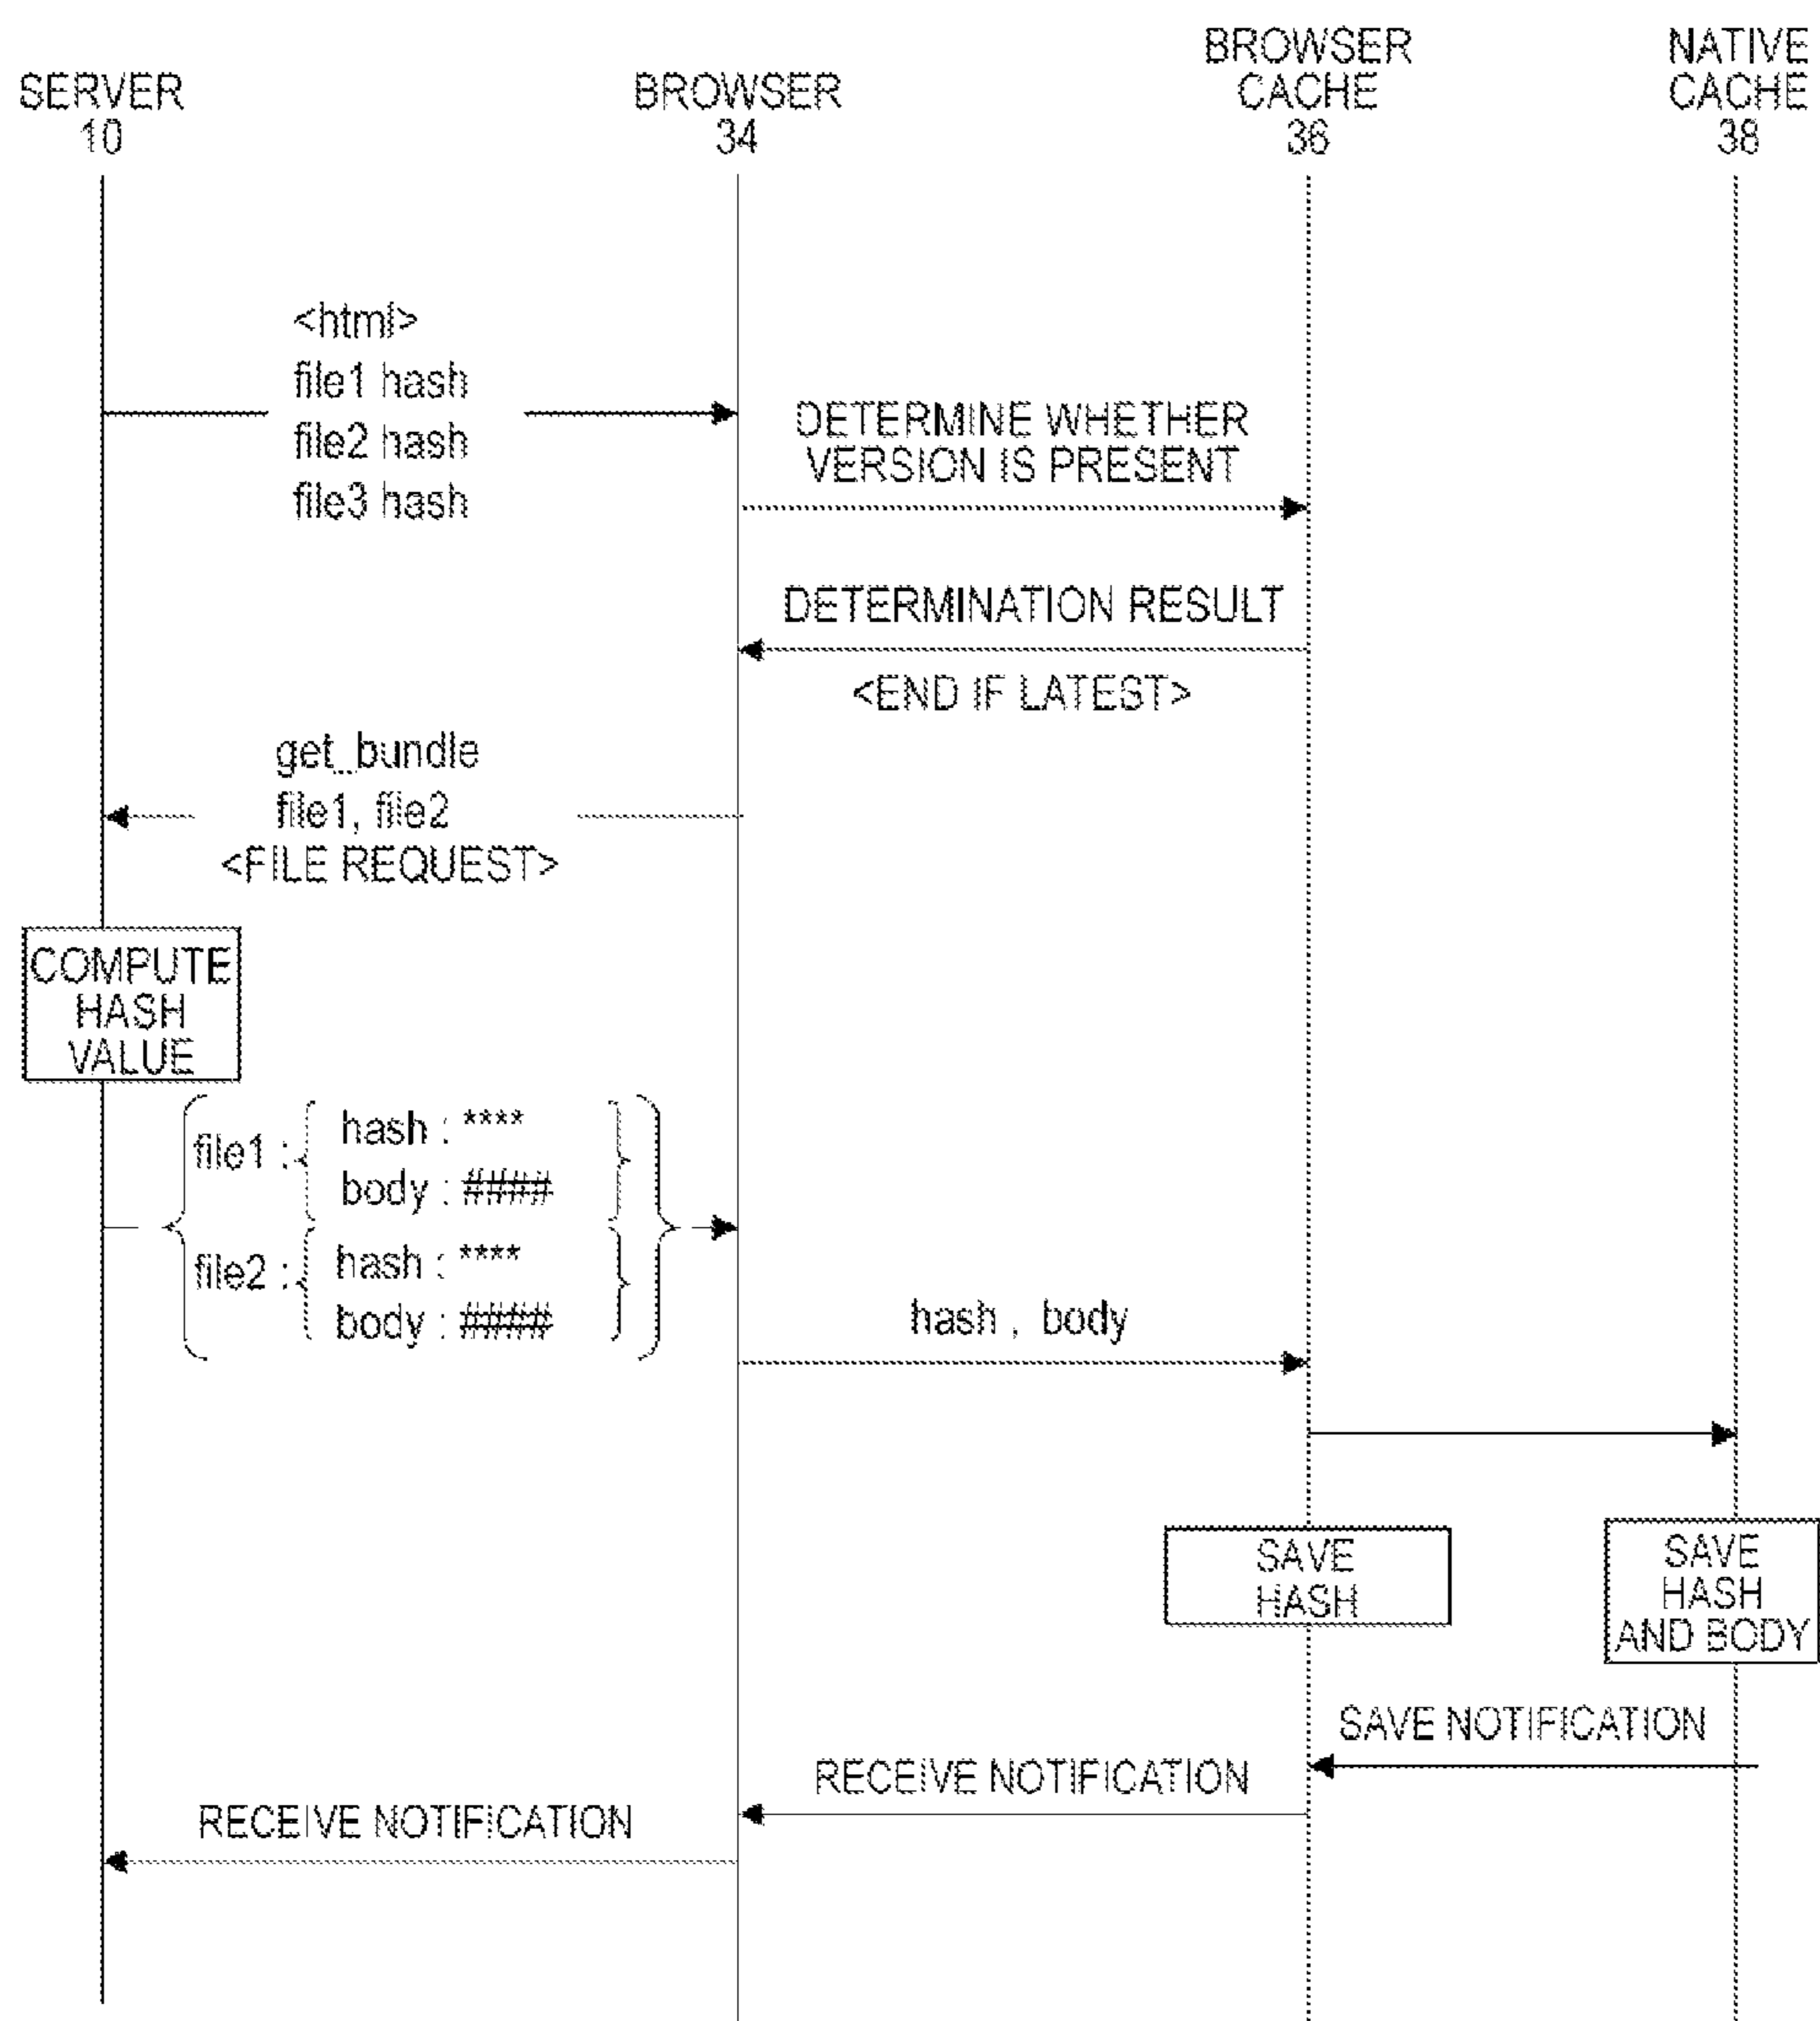 SERVER
10
BROWSER
34
BROWSER
CACHE
36
NATIVE
CACHE
38
<html>
file1 hash
file2 hash
file3 hash
DETERMINE WHETHER
VERSION IS PRESENT
DETERMINATION RESULT
<END IF LATEST>
get_bundle
file1, file2
<FILE REQUEST>
COMPUTE
HASH
VALUE
file1 :
hash : ****
body : ####
file2 :
hash : ****
body : ####
hash , body
SAVE
HASH
SAVE
HASH
AND BODY
SAVE NOTIFICATION
RECEIVE NOTIFICATION
RECEIVE NOTIFICATION